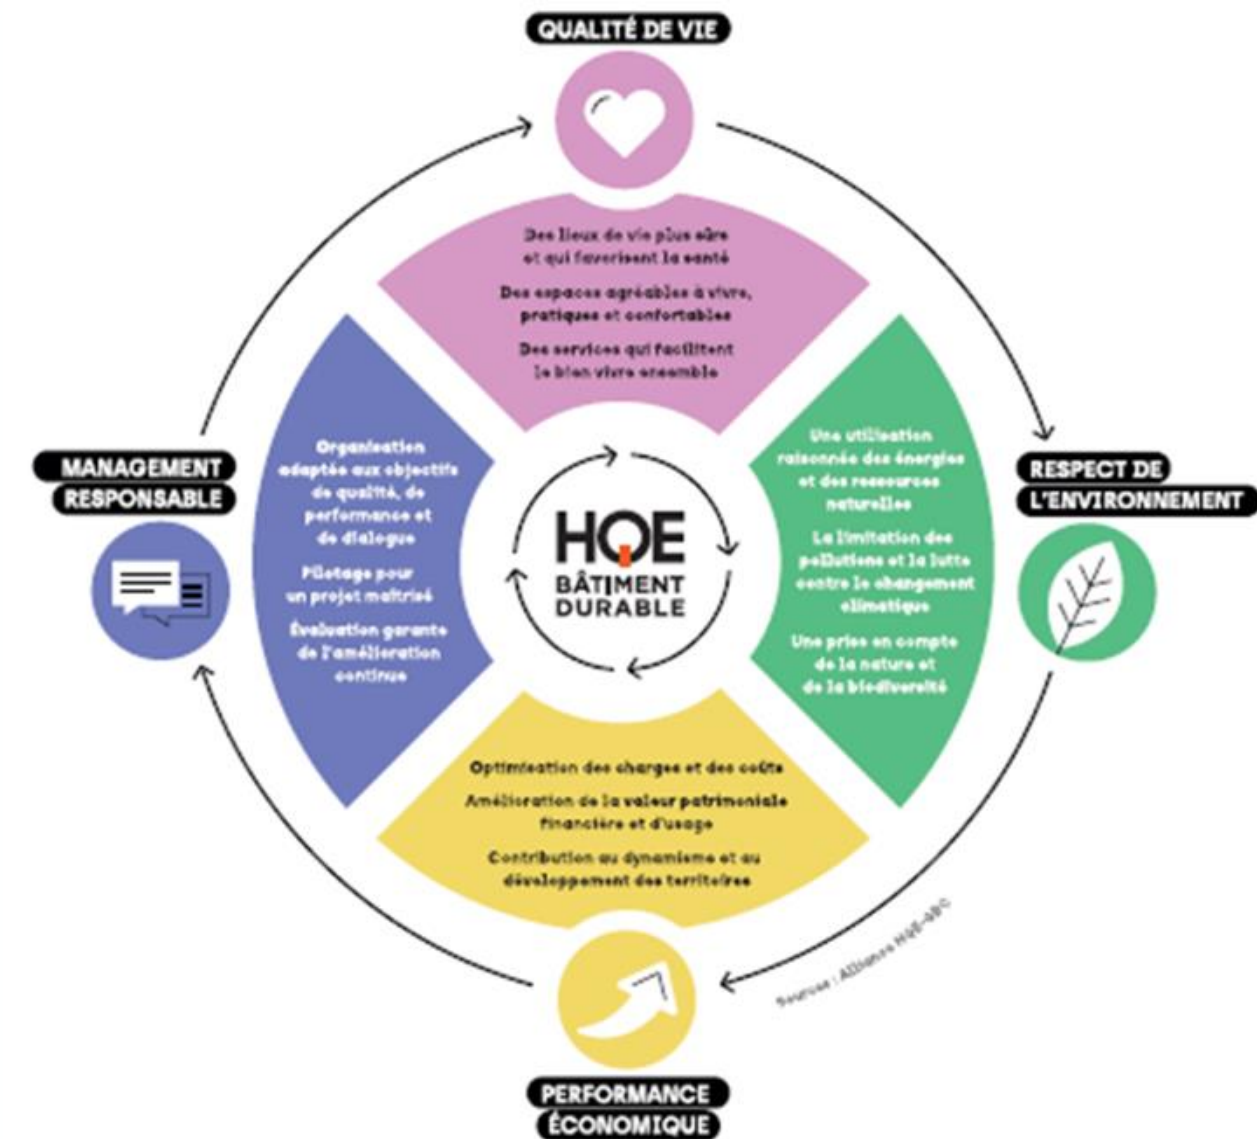 QUALITÉ DE VIE
Des lieux de vie plus sûrs
et qui favorisent la santé
Des espaces agréables à vivre,
pratiques et confortables
Des services qui facilitent
le bien vivre ensemble
MANAGEMENT
RESPONSABLE
Organisation
adaptée aux objectifs
de qualité, de
performance et
de dialogue
Pilotage pour
un projet maîtrisé
Évaluation garante
de l'amélioration
continue
HQE
BÂTIMENT
DURABLE
Une utilisation
raisonnée des énergies
et des ressources
naturelles
La limitation des
pollutions et la lutte
contre le changement
climatique
Une prise en compte
de la nature et
de la biodiversité
RESPECT DE
L'ENVIRONNEMENT
Optimisation des charges et des coûts
Amélioration de la valeur patrimoniale
financière et d'usage
Contribution au dynamisme et au
développement des territoires
Sources : Alliance HQE-GBC
PERFORMANCE
ÉCONOMIQUE